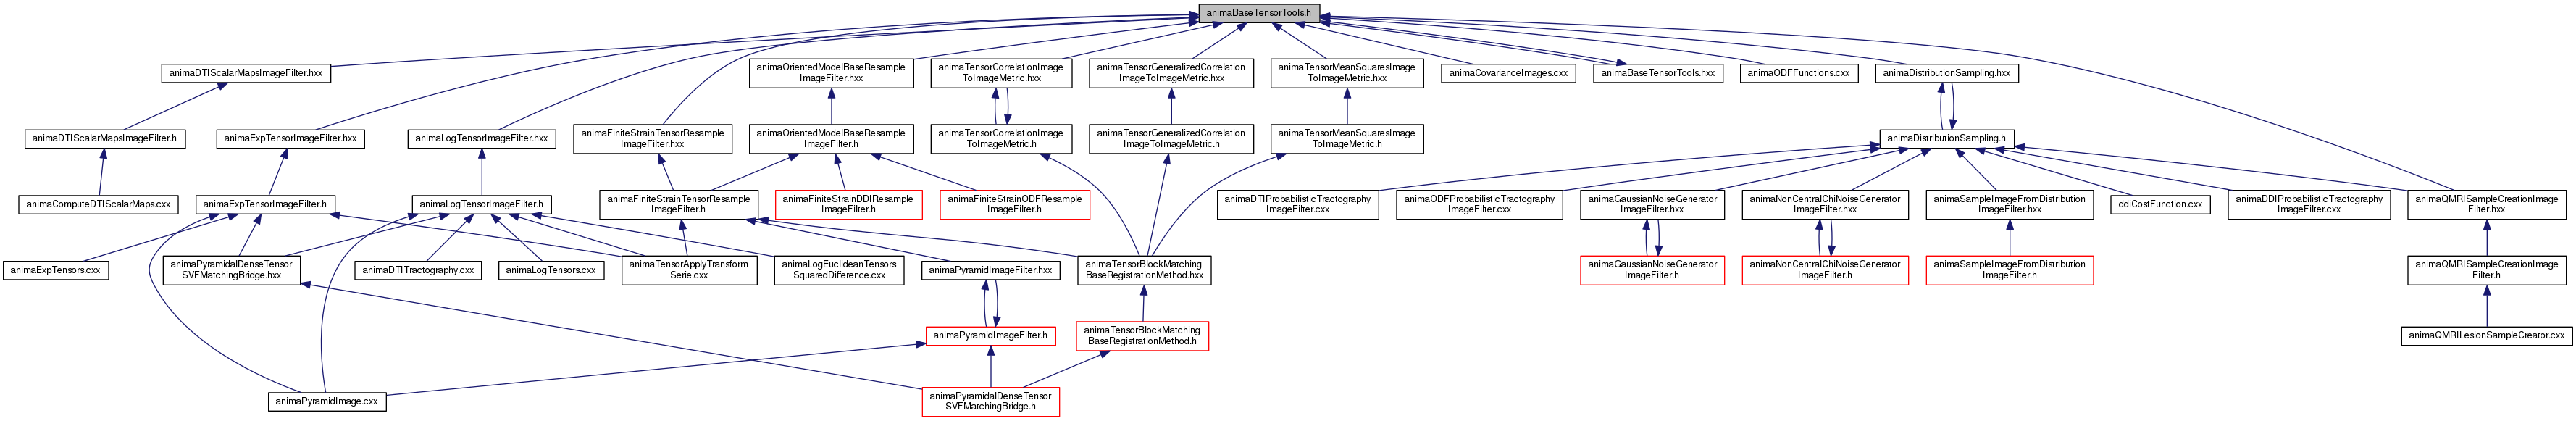 animaBaseTensorTools.h
animaDTIScalarMapsImageFilter.hxx
animaOrientedModelBaseResample
ImageFilter.hxx
animaTensorCorrelationImage
ToImageMetric.hxx
animaTensorGeneralizedCorrelation
ImageToImageMetric.hxx
animaTensorMeanSquaresImage
ToImageMetric.hxx
animaCovarianceImages.cxx
animaBaseTensorTools.hxx
animaODFFunctions.cxx
animaDistributionSampling.hxx
animaDTIScalarMapsImageFilter.h
animaExpTensorImageFilter.hxx
animaLogTensorImageFilter.hxx
animaFiniteStrainTensorResample
ImageFilter.hxx
animaOrientedModelBaseResample
ImageFilter.h
animaTensorCorrelationImage
ToImageMetric.h
animaTensorGeneralizedCorrelation
ImageToImageMetric.h
animaTensorMeanSquaresImage
ToImageMetric.h
animaDistributionSampling.h
animaComputeDTIScalarMaps.cxx
animaExpTensorImageFilter.h
animaLogTensorImageFilter.h
animaFiniteStrainTensorResample
ImageFilter.h
animaFiniteStrainDDIResample
ImageFilter.h
animaFiniteStrainODFResample
ImageFilter.h
animaDTIProbabilisticTractography
ImageFilter.cxx
animaODFProbabilisticTractography
ImageFilter.cxx
animaGaussianNoiseGenerator
ImageFilter.hxx
animaNonCentralChiNoiseGenerator
ImageFilter.hxx
animaSampleImageFromDistribution
ImageFilter.hxx
ddiCostFunction.cxx
animaDDIProbabilisticTractography
ImageFilter.cxx
animaQMRISampleCreationImage
Filter.hxx
animaExpTensors.cxx
animaPyramidalDenseTensor
SVFMatchingBridge.hxx
animaDTITractography.cxx
animaLogTensors.cxx
animaTensorApplyTransform
Serie.cxx
animaLogEuclideanTensors
SquaredDifference.cxx
animaPyramidImageFilter.hxx
animaTensorBlockMatching
BaseRegistrationMethod.hxx
animaGaussianNoiseGenerator
ImageFilter.h
animaNonCentralChiNoiseGenerator
ImageFilter.h
animaSampleImageFromDistribution
ImageFilter.h
animaQMRISampleCreationImage
Filter.h
animaPyramidImageFilter.h
animaTensorBlockMatching
BaseRegistrationMethod.h
animaQMRILesionSampleCreator.cxx
animaPyramidImage.cxx
animaPyramidalDenseTensor
SVFMatchingBridge.h